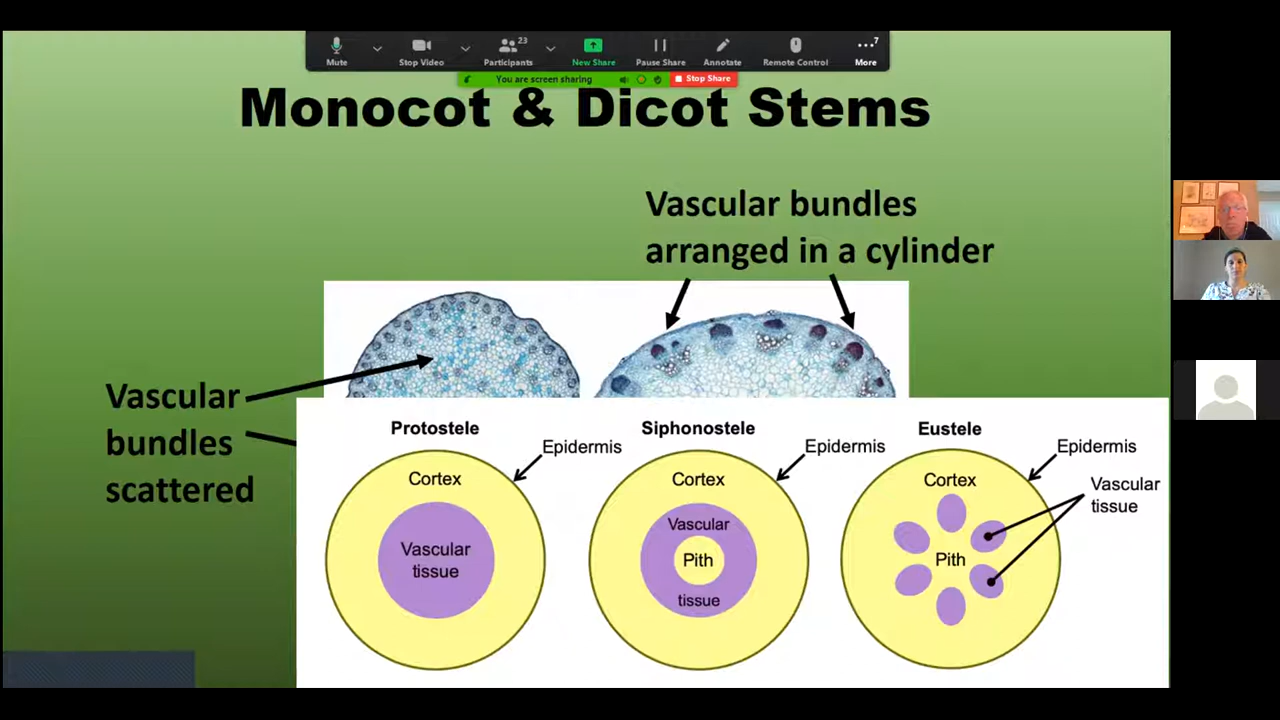 23
7
Mute
Stop Video
Participants
New Share
Pause Share
Annotate
Remote Control
More
You are screen sharing
Stop Share
Monocot & Dicot Stems
Vascular bundles
arranged in a cylinder
Vascular
bundles
scattered
Protostele
Epidermis
Cortex
Vascular
tissue
Siphonostele
Epidermis
Cortex
Vascular
Pith
tissue
Eustele
Epidermis
Cortex
Vascular
tissue
Pith